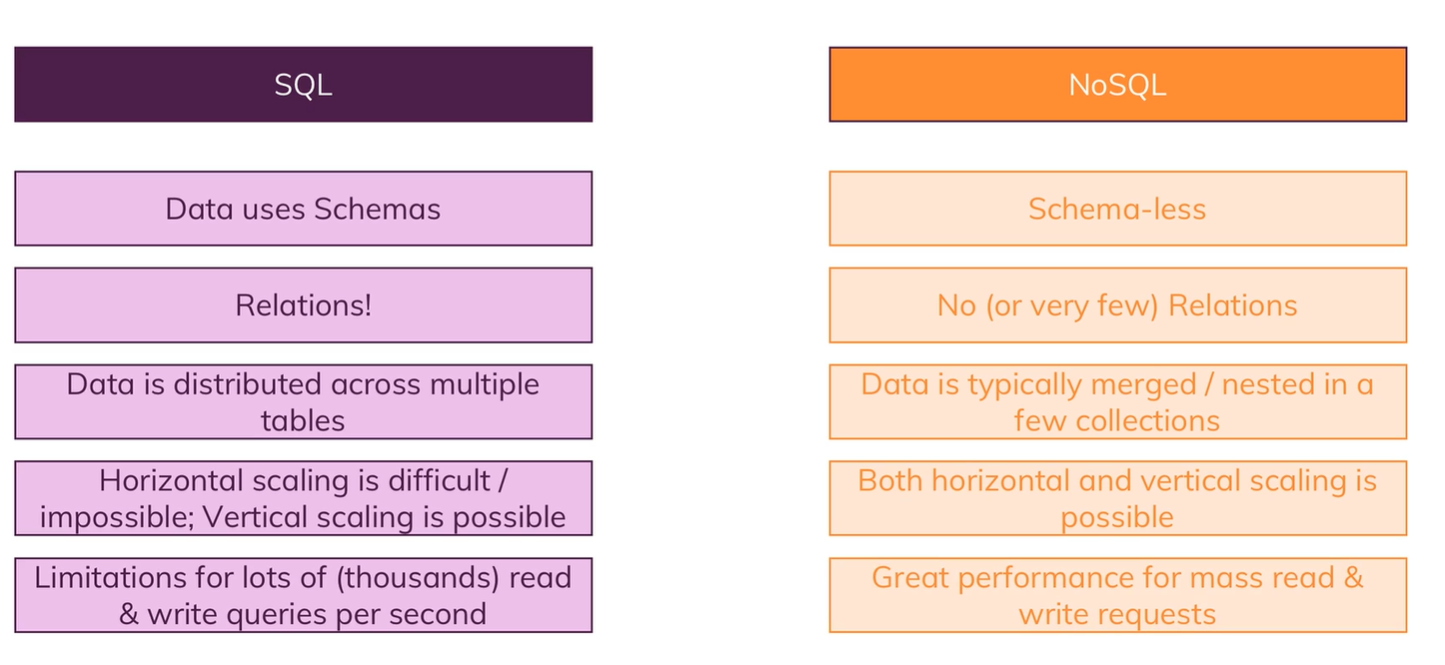 SQL
NoSQL
Data uses Schemas
Schema-less
Relations!
No (or very few) Relations
Data is distributed across multiple
tables
Data is typically merged / nested in a
few collections
Horizontal scaling is difficult /
impossible; Vertical scaling is possible
Both horizontal and vertical scaling is
possible
Limitations for lots of (thousands) read
& write queries per second
Great performance for mass read &
write requests